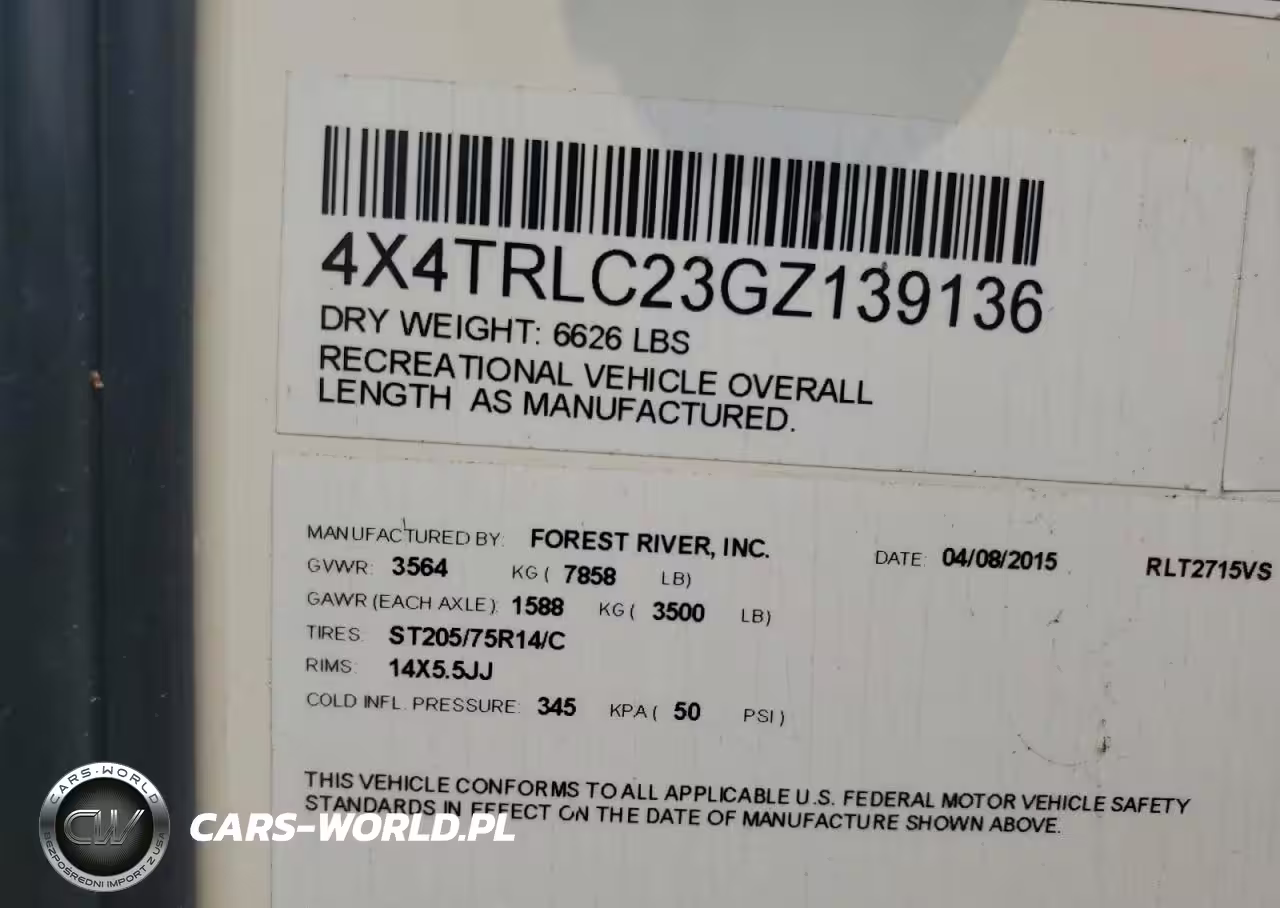 4X4TRLC23GZ139136
DRY WEIGHT: 6626 LBS
RECREATIONAL VEHICLE OVERALL
LENGTH AS MANUFACTURED.
MANUFACTURED BY: FOREST RIVER, INC. DATE: 04/08/2015 RLT2715VS
GVWR: 3564 KG ( 7858 LB)
GAWR (EACH AXLE): 1588 KG ( 3500 LB)
TIRES: ST205/75R14/C
RIMS: 14X5.5JJ
COLD INFL. PRESSURE: 345 KPA ( 50 PSI)
THIS VEHICLE CONFORMS TO ALL APPLICABLE U.S. FEDERAL MOTOR VEHICLE SAFETY
STANDARDS IN EFFECT ON THE DATE OF MANUFACTURE SHOWN ABOVE.
CARS-WORLD
CW
BEZPOŚREDNI IMPORT Z USA
CARS-WORLD.PL